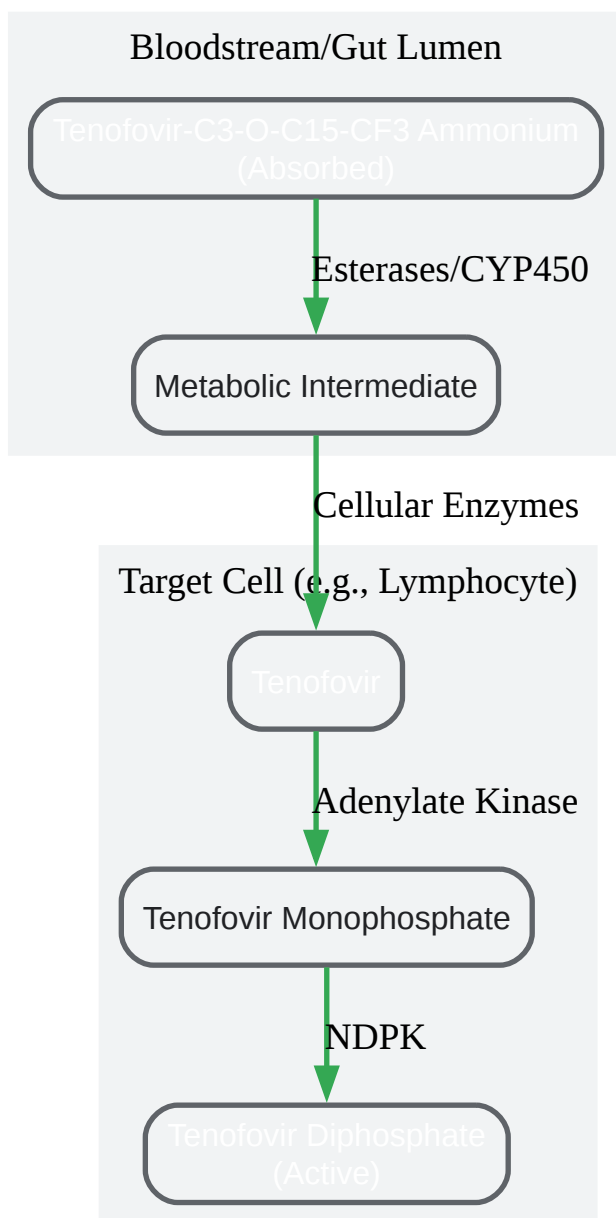 Bloodstream/Gut Lumen
Tenofovir-C3-O-C15-CF3 Ammonium
(Absorbed)
Esterases/CYP450
Metabolic Intermediate
Cellular Enzymes
Target Cell (e.g., Lymphocyte)
Tenofovir
Adenylate Kinase
Tenofovir Monophosphate
NDPK
Tenofovir Diphosphate
(Active)